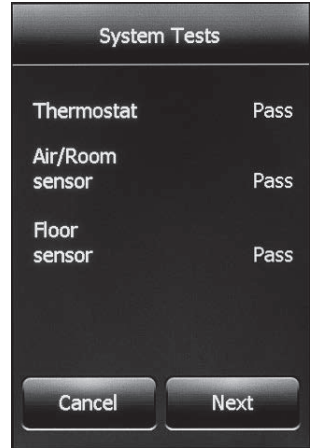 System Tests
Thermostat Pass
Air/Room
sensor Pass
Floor
sensor Pass
Cancel Next